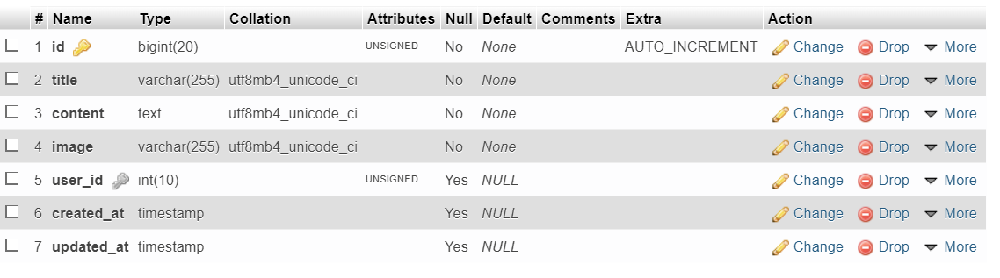 # Name Type Collation Attributes Null Default Comments Extra Action
1 id bigint(20) UNSIGNED No None AUTO_INCREMENT Change Drop More
2 title varchar(255) utf8mb4_unicode_ci No None Change Drop More
3 content text utf8mb4_unicode_ci No None Change Drop More
4 image varchar(255) utf8mb4_unicode_ci No None Change Drop More
5 user_id int(10) UNSIGNED Yes NULL Change Drop More
6 created_at timestamp Yes NULL Change Drop More
7 updated_at timestamp Yes NULL Change Drop More